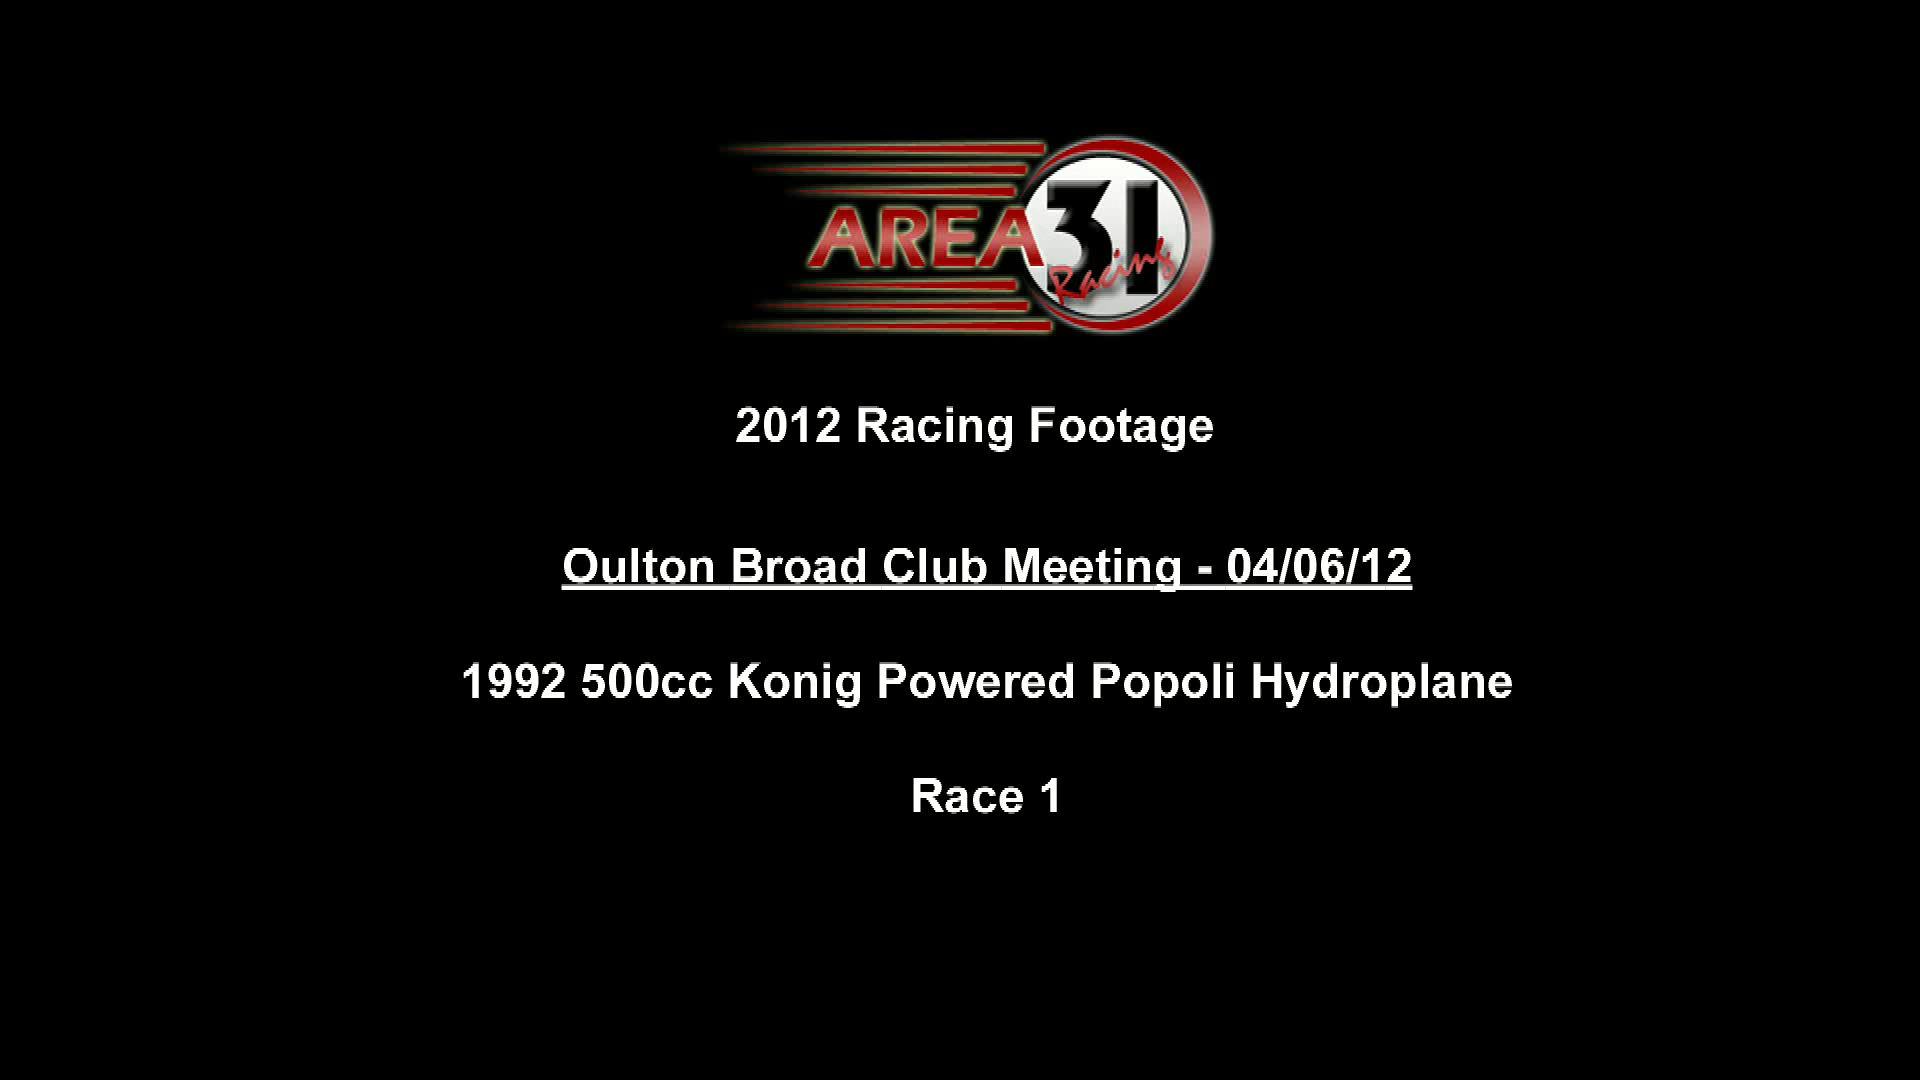 AREA 31
Racing
2012 Racing Footage
Oulton Broad Club Meeting - 04/06/12
1992 500cc Konig Powered Popoli Hydroplane
Race 1